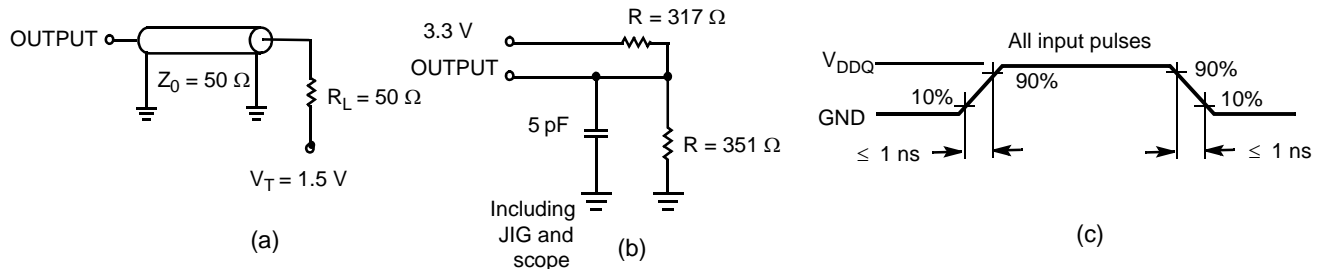 OUTPUT
Z0 = 50 Ω
RL = 50 Ω
VT = 1.5 V
(a)
R = 317 Ω
3.3 V
OUTPUT
5 pF
R = 351 Ω
Including
JIG and
scope
(b)
All input pulses
VDDQ
GND
10%
90%
90%
10%
≤ 1 ns
≤ 1 ns
(c)